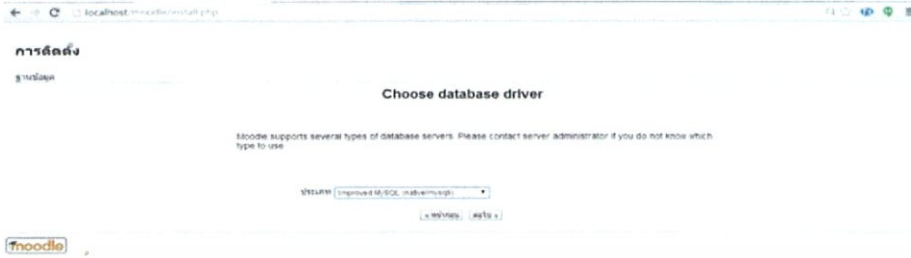 localhost/moodle/install.php
การติดตั้ง
ฐานข้อมูล
Choose database driver
Moodle supports several types of database servers. Please contact server administrator if you do not know which
type to use
ประเภท Improved MySQL (native/mysqli)
« หน้าก่อน ต่อไป »
moodle